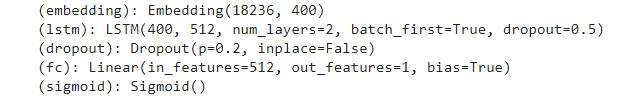 (embedding): Embedding(18236, 400)
(lstm): LSTM(400, 512, num_layers=2, batch_first=True, dropout=0.5)
(dropout): Dropout(p=0.2, inplace=False)
(fc): Linear(in_features=512, out_features=1, bias=True)
(sigmoid): Sigmoid()